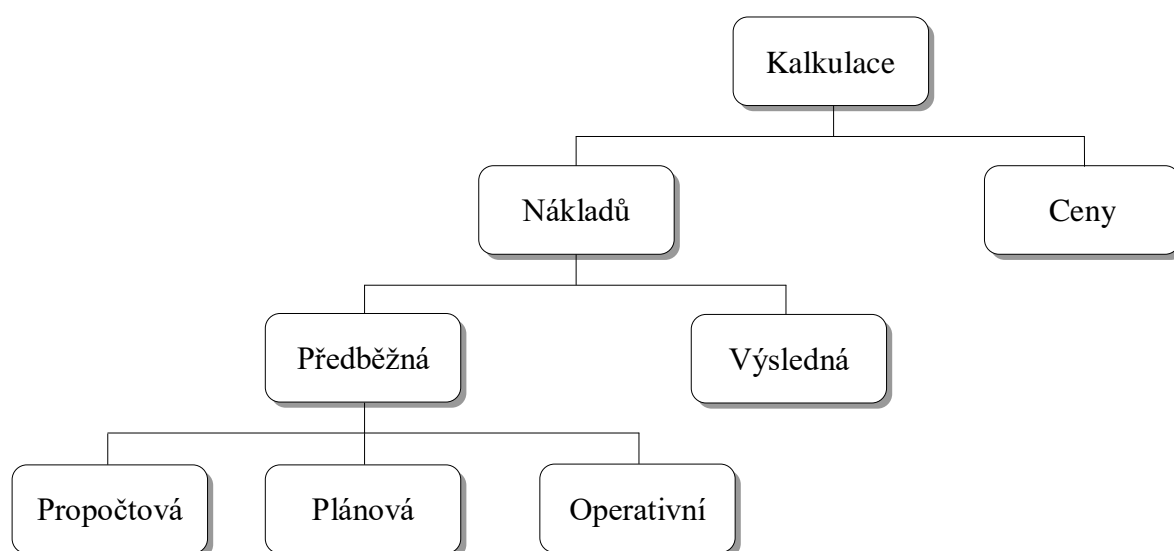 Kalkulace
Nákladů
Ceny
Předběžná
Výsledná
Propočtová
Plánová
Operativní